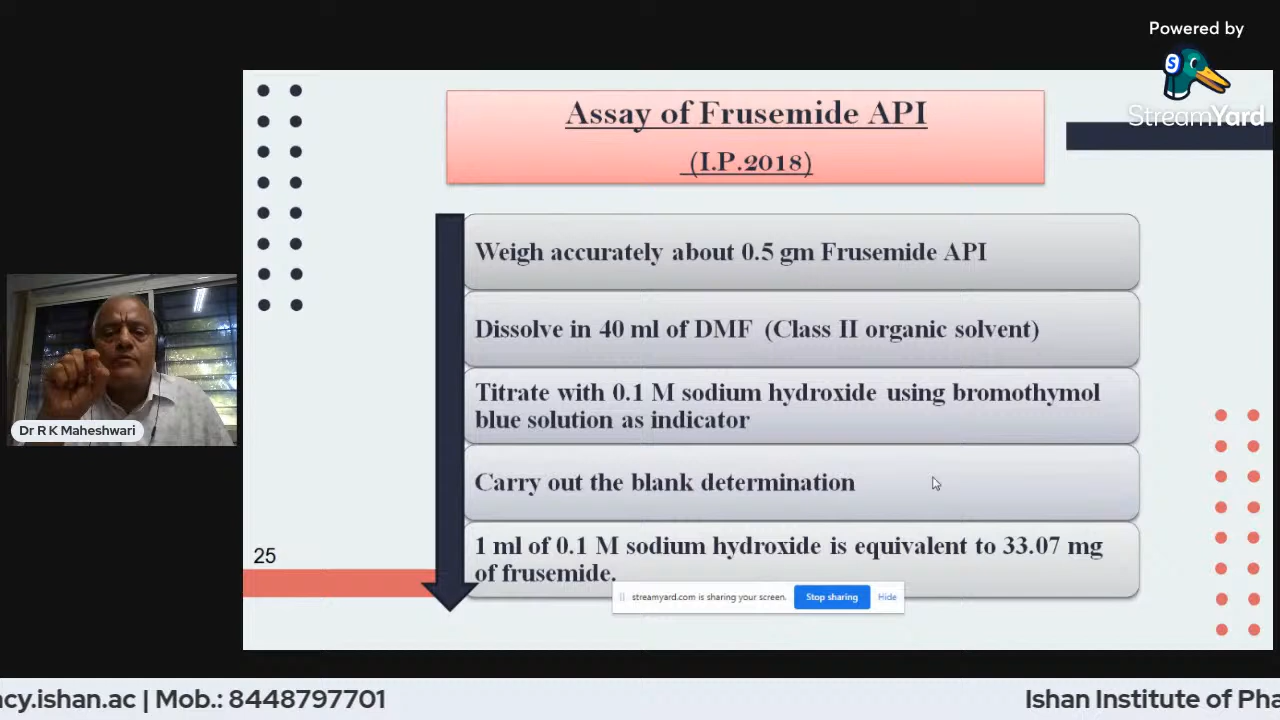 Powered by
StreamYard
Assay of Frusemide API
(I.P.2018)
Weigh accurately about 0.5 gm Frusemide API
Dissolve in 40 ml of DMF (Class II organic solvent)
Titrate with 0.1 M sodium hydroxide using bromothymol
blue solution as indicator
Carry out the blank determination
1 ml of 0.1 M sodium hydroxide is equivalent to 33.07 mg
of frusemide.
25
Dr R K Maheshwari
streamyard.com is sharing your screen.
Stop sharing
Hide
acy.ishan.ac | Mob.: 8448797701
Ishan Institute of Pha